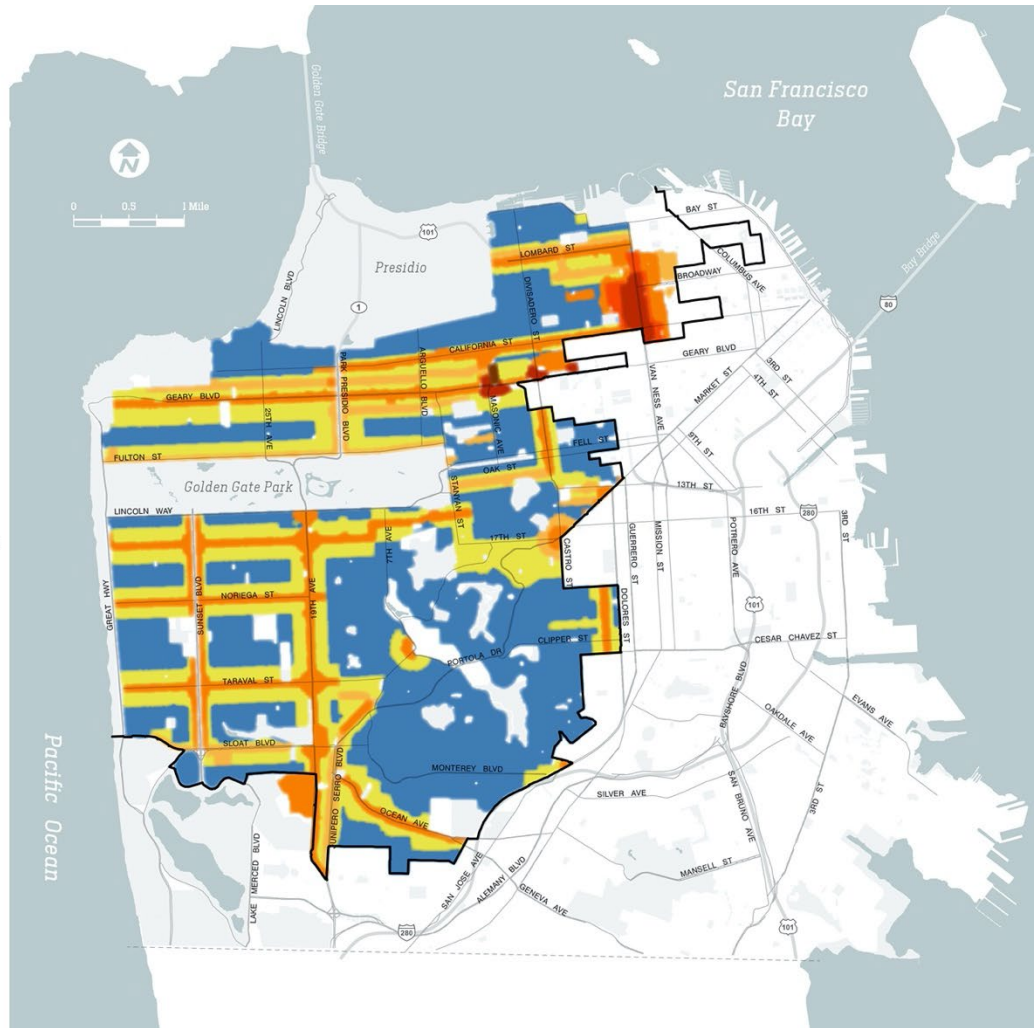 San Francisco
Bay
Golden Gate Bridge
N
0 0.5 1 Mile
101
BAY ST
LOMBARD ST
COLUMBUS AVE
Bay Bridge
Presidio
BROADWAY
LINCOLN BLVD
DIVISADERO ST
80
1
CALIFORNIA ST
GEARY BLVD
3RD ST
4TH ST
PARK PRESIDIO BLVD
ARGUELLO BLVD
VAN NESS AVE
MARKET ST
GEARY BLVD
MASONIC AVE
25TH AVE
9TH ST
FELL ST
FULTON ST
OAK ST
Golden Gate Park
STANYAN ST
13TH ST
LINCOLN WAY
16TH ST
280
3RD ST
7TH AVE
17TH ST
CASTRO ST
GUERRERO ST
MISSION ST
POTRERO AVE
GREAT HWY
SUNSET BLVD
NORIEGA ST
19TH AVE
101
DOLORES ST
CLIPPER ST
CESAR CHAVEZ ST
PORTOLA DR
TARAVAL ST
BAYSHORE BLVD
OAKDALE AVE
EVANS AVE
Pacific Ocean
SLOAT BLVD
MONTEREY BLVD
UNIPERO SERRO BLVD
SILVER AVE
SAN BRUNO AVE
3RD ST
OCEAN AVE
LAKE MERCED BLVD
SAN JOSE AVE
ALEMANY BLVD
MANSELL ST
GENEVA AVE
280
101